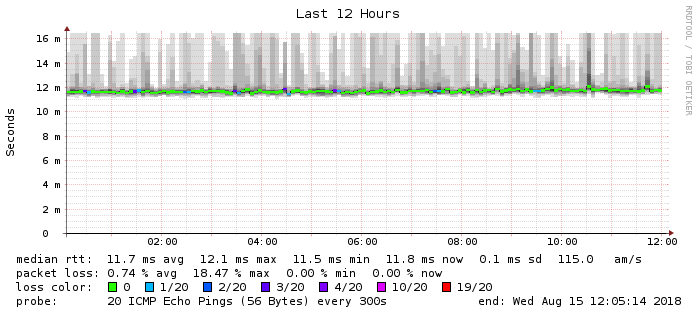 Last 12 Hours
RRDTOOL / TOBI OETIKER
Seconds
16 m
14 m
12 m
10 m
8 m
6 m
4 m
2 m
0
02:00 04:00 06:00 08:00 10:00 12:00
median rtt: 11.7 ms avg 12.1 ms max 11.5 ms min 11.8 ms now 0.1 ms sd 115.0 am/s
packet loss: 0.74 % avg 18.47 % max 0.00 % min 0.00 % now
loss color: 0 1/20 2/20 3/20 4/20 10/20 19/20
probe: 20 ICMP Echo Pings (56 Bytes) every 300s end: Wed Aug 15 12:05:14 2018